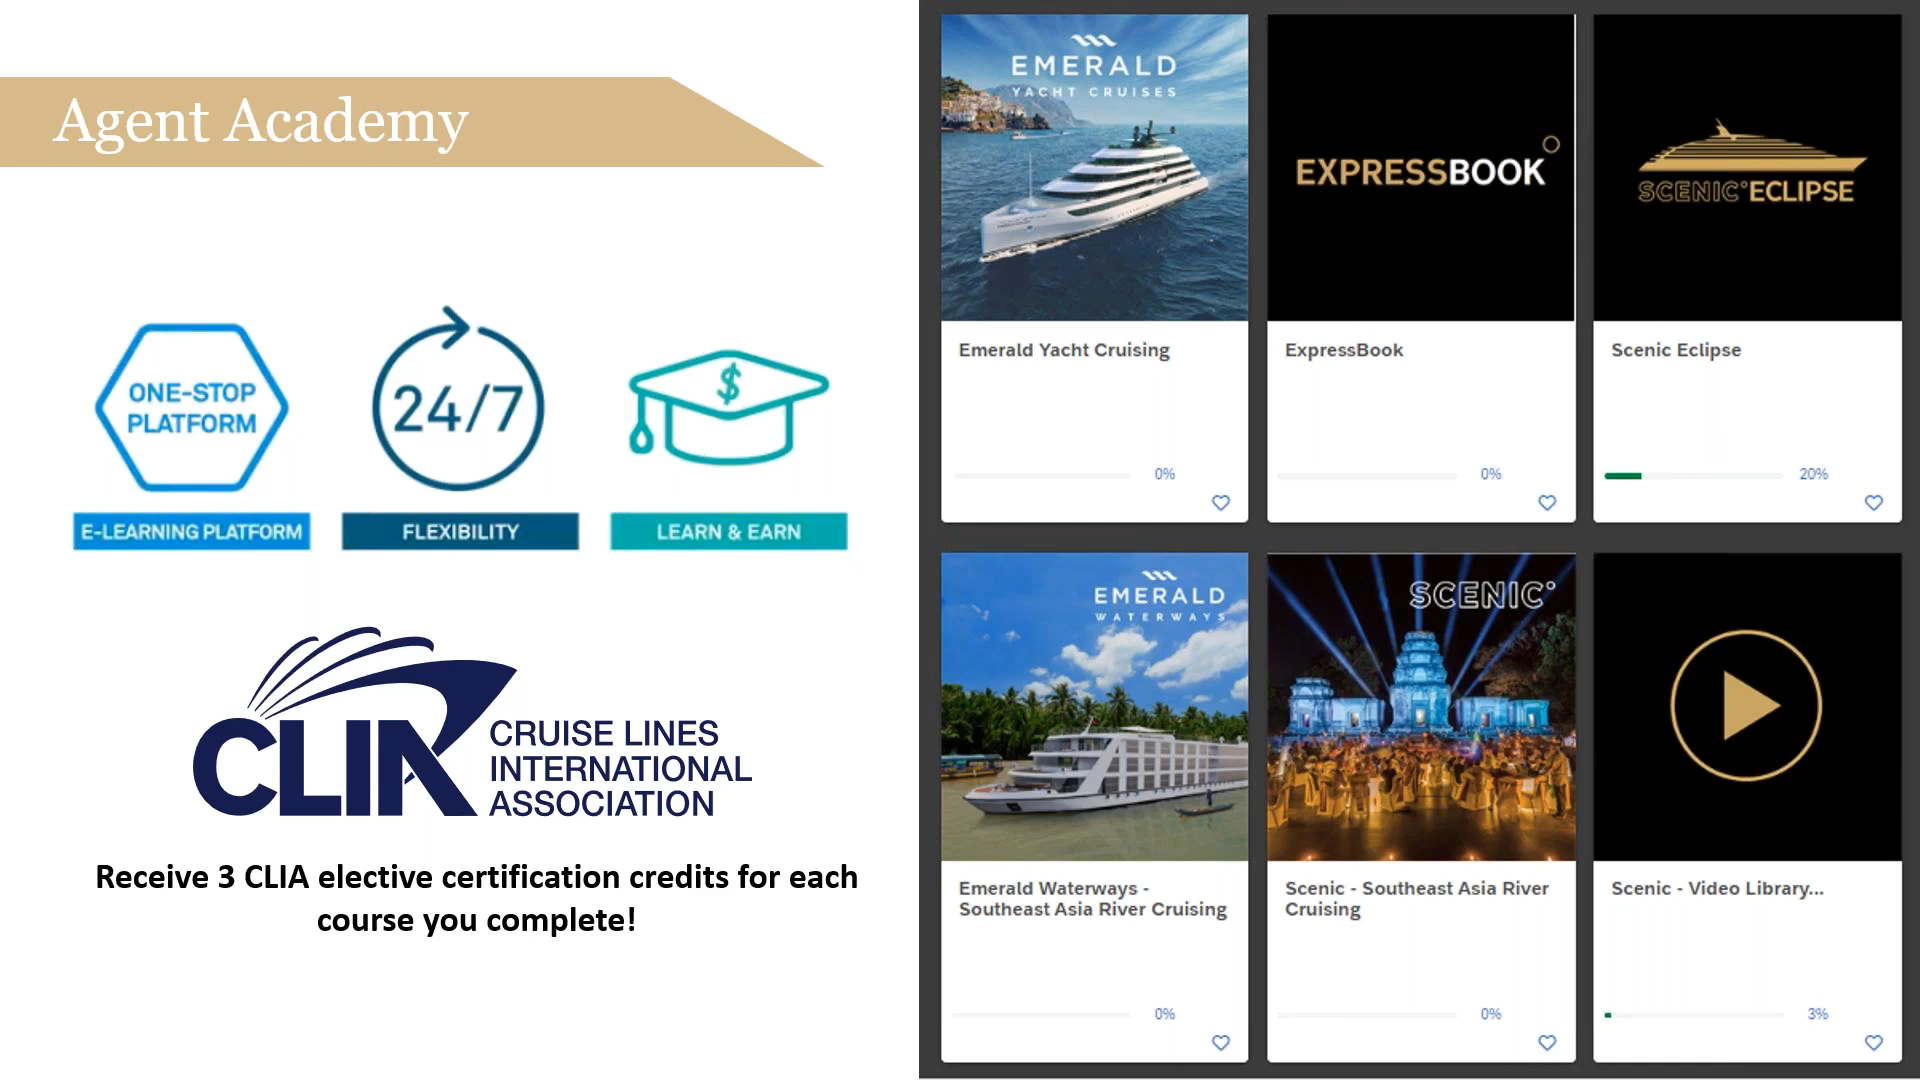 Agent Academy
ONE-STOP
PLATFORM
24/7
$
E-LEARNING PLATFORM
FLEXIBILITY
LEARN & EARN
CLIA
CRUISE LINES
INTERNATIONAL
ASSOCIATION
Receive 3 CLIA elective certification credits for each
course you complete!
EMERALD
YACHT CRUISES
Emerald Yacht Cruising
0%
EXPRESSBOOK
ExpressBook
0%
SCENIC° ECLIPSE
Scenic Eclipse
20%
EMERALD
WATERWAYS
Emerald Waterways -
Southeast Asia River Cruising
0%
SCENIC°
Scenic - Southeast Asia River
Cruising
0%
Scenic - Video Library...
3%